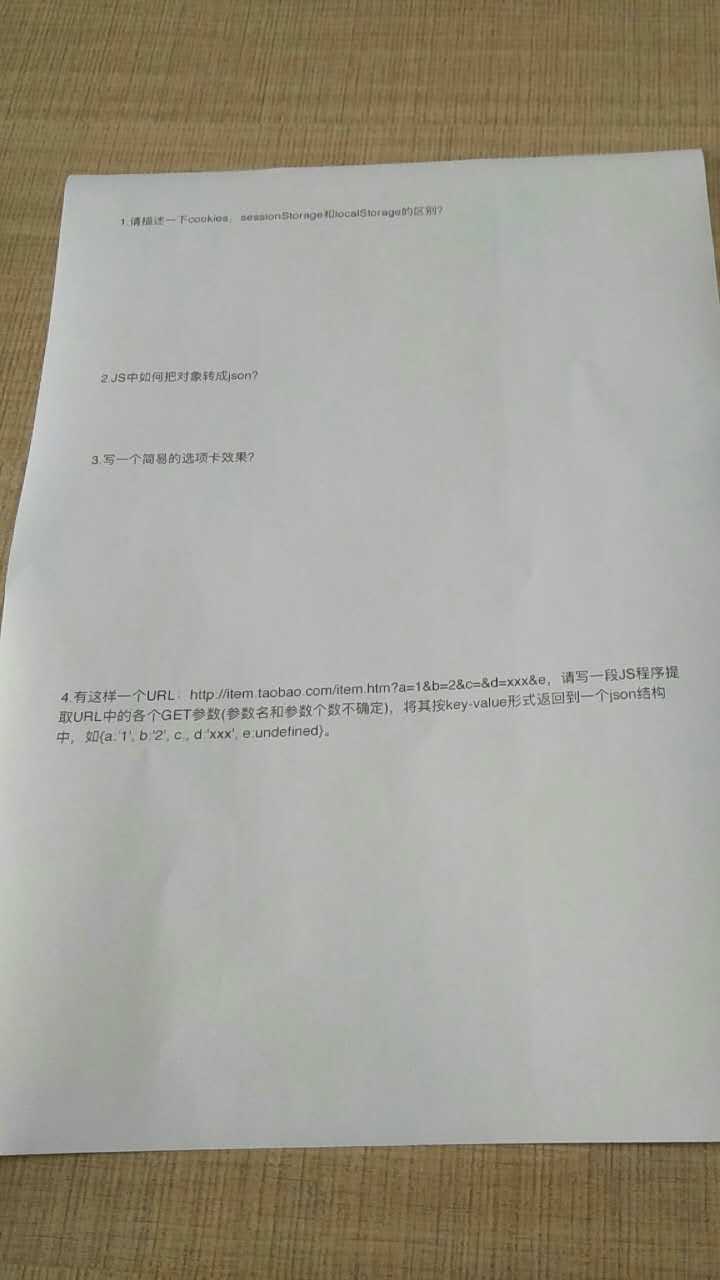 1.请描述一下cookies，sessionStorage和localStorage的区别?
2.JS中如何把对象转成json?
3.写一个简易的选项卡效果?
4.有这样一个URL：http://item.taobao.com/item.htm?a=1&b=2&c=&d=xxx&e，请写一段JS程序提
取URL中的各个GET参数(参数名和参数个数不确定)，将其按key-value形式返回到一个json结构
中，如{a:'1', b:'2', c:, d:'xxx', e:undefined}。